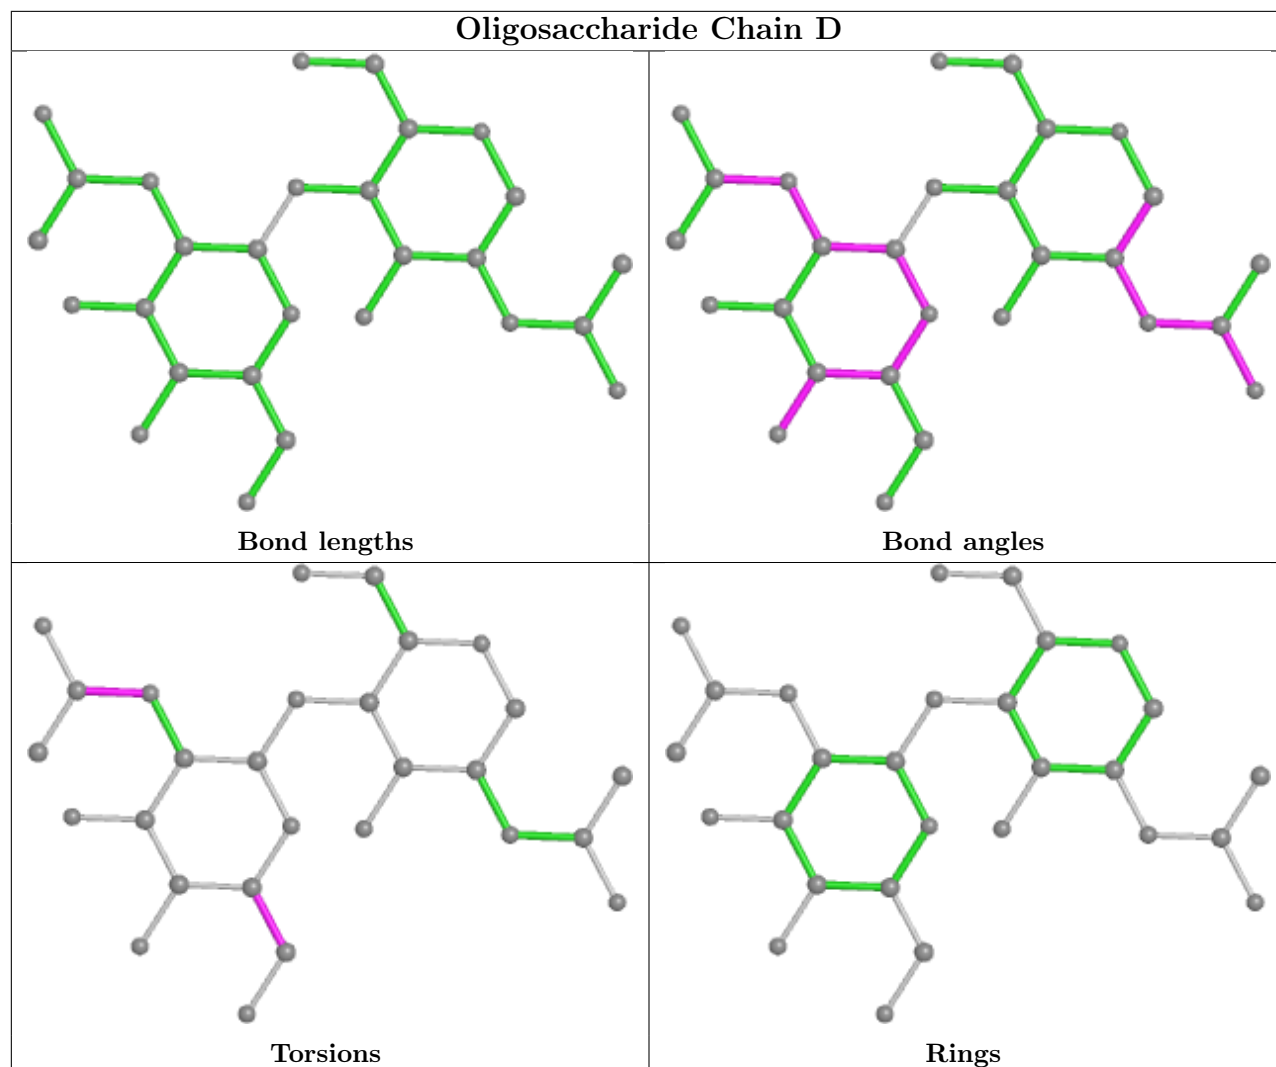 Oligosaccharide Chain D
Bond lengths
Bond angles
Torsions
Rings